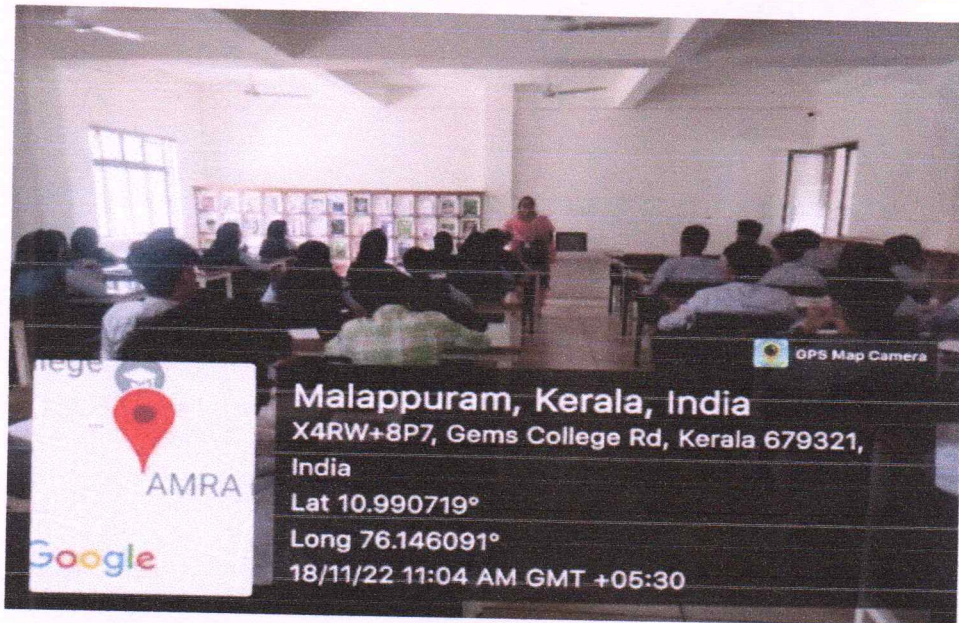 GPS Map Camera
lege
AMRA
Google
Malappuram, Kerala, India
X4RW+8P7, Gems College Rd, Kerala 679321,
India
Lat 10.990719°
Long 76.146091°
18/11/22 11:04 AM GMT +05:30